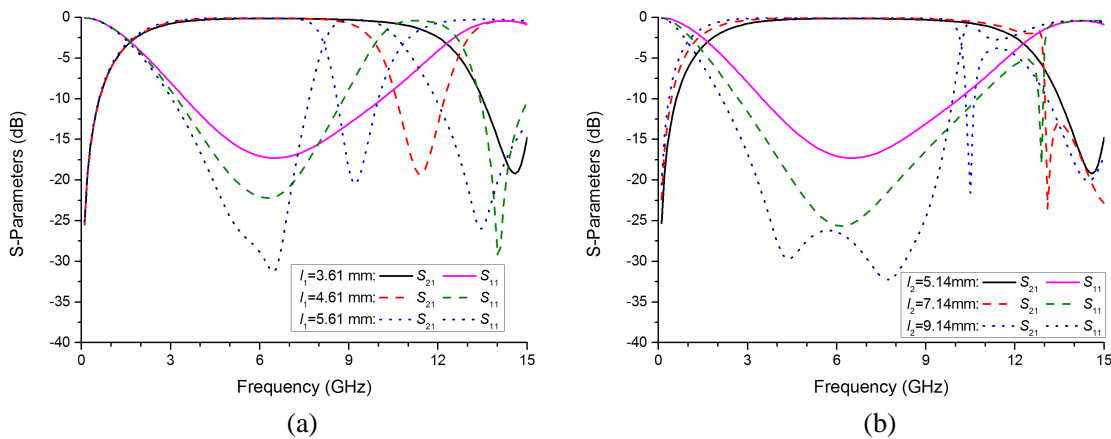 0
-5
-10
-15
-20
-25
-30
-35
-40
S-Parameters (dB)
l₁=3.61 mm: S₂₁ S₁₁
l₁=4.61 mm: S₂₁ S₁₁
l₁=5.61 mm: S₂₁ S₁₁
0 3 6 9 12 15
Frequency (GHz)
(a)
0
-5
-10
-15
-20
-25
-30
-35
-40
S-Parameters (dB)
l₂=5.14mm: S₂₁ S₁₁
l₂=7.14mm: S₂₁ S₁₁
l₂=9.14mm: S₂₁ S₁₁
0 3 6 9 12 15
Frequency (GHz)
(b)